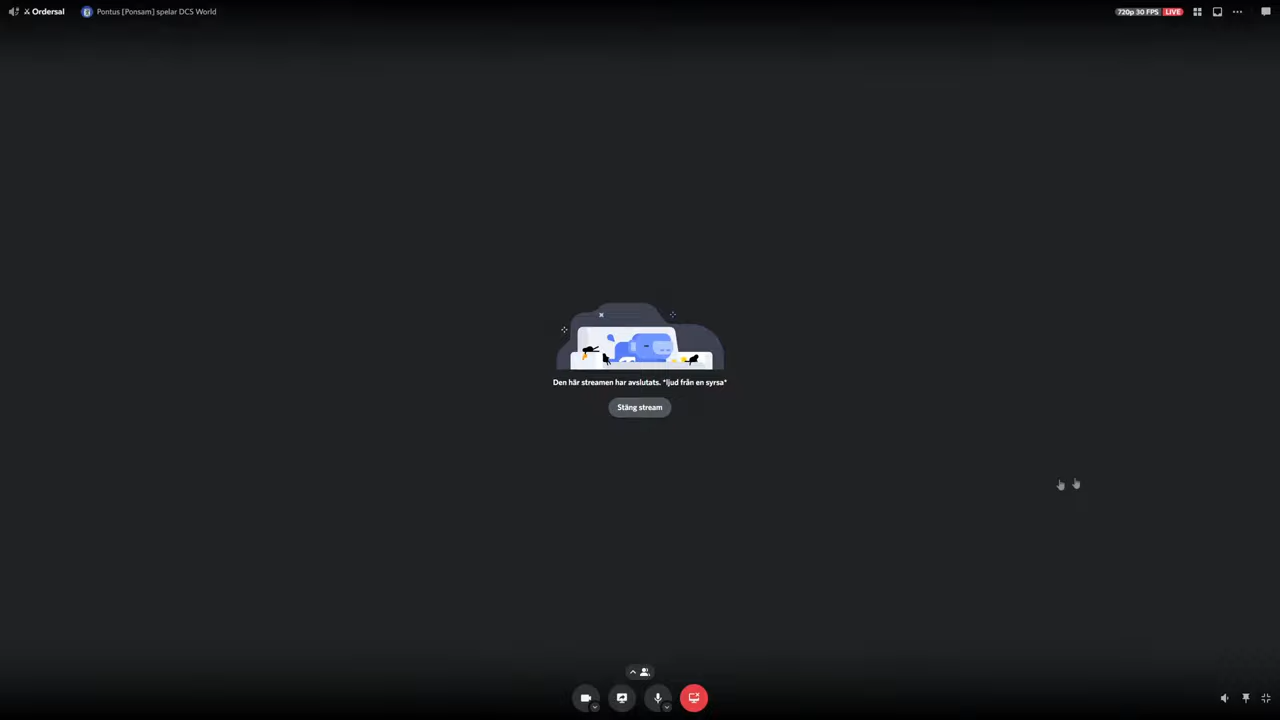 Ordersal
Pontus [Ponsam] spelar DCS World
720p 30 FPS LIVE
Den här streamen har avslutats. *ljud från en syrsa*
Stäng stream